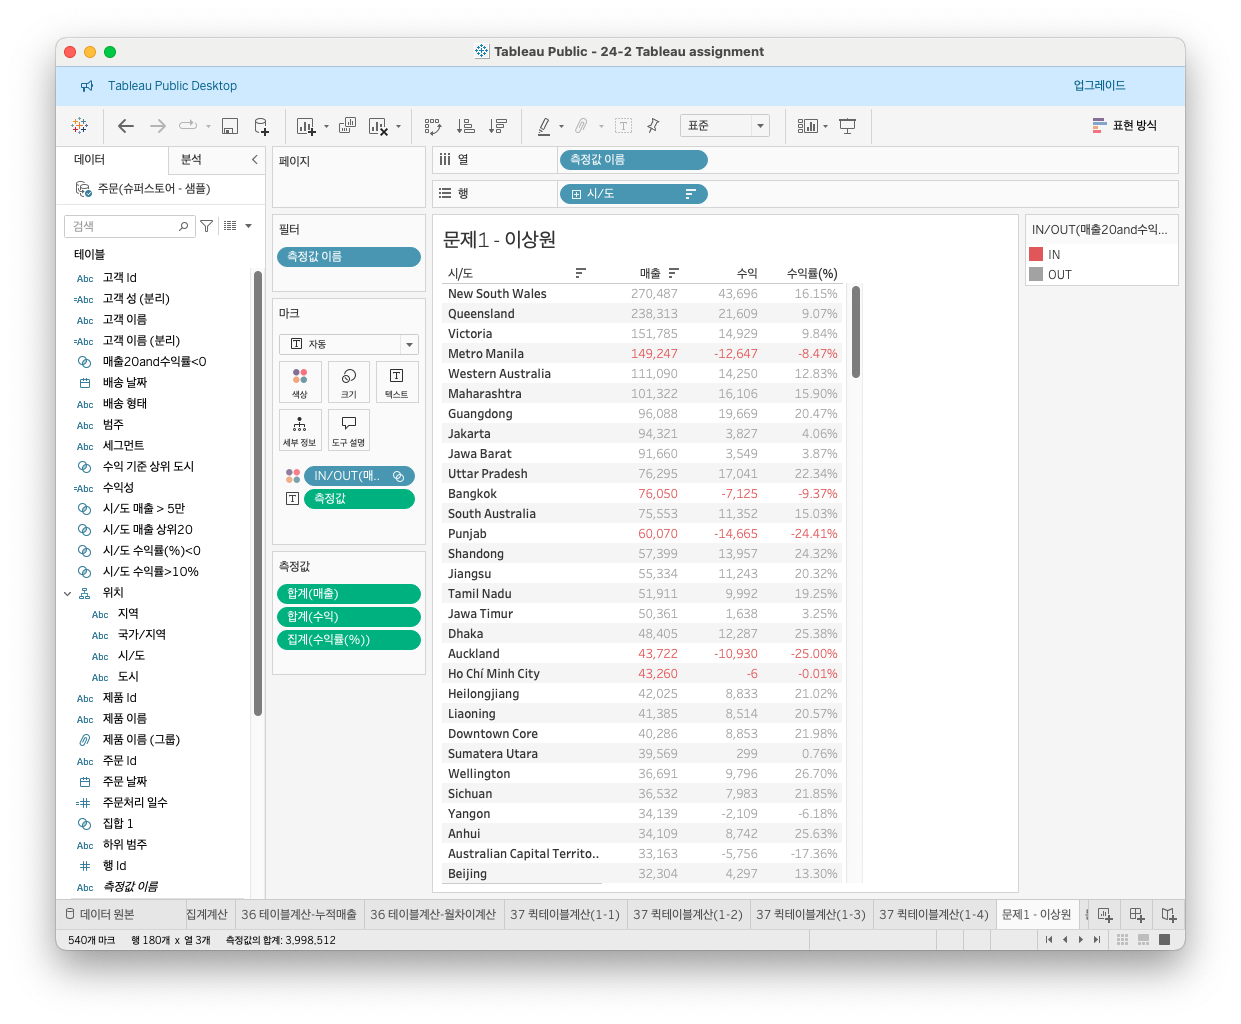 Tableau Public - 24-2 Tableau assignment
Tableau Public Desktop
업그레이드
표준
표현 방식
데이터
분석
주문(슈퍼스토어 - 샘플)
검색
테이블
Abc 고객 Id
=Abc 고객 성 (분리)
Abc 고객 이름
=Abc 고객 이름 (분리)
매출20and수익률<0
배송 날짜
Abc 배송 형태
Abc 범주
Abc 세그먼트
수익 기준 상위 도시
=Abc 수익성
시/도 매출 > 5만
시/도 매출 상위20
시/도 수익률(%)<0
시/도 수익률>10%
위치
Abc 지역
Abc 국가/지역
Abc 시/도
Abc 도시
Abc 제품 Id
Abc 제품 이름
제품 이름 (그룹)
Abc 주문 Id
주문 날짜
=# 주문처리 일수
집합 1
Abc 하위 범주
# 행 Id
Abc 측정값 이름
페이지
필터
측정값 이름
마크
자동
색상 크기 텍스트
세부 정보 도구 설명
IN/OUT(매..
측정값
측정값
합계(매출)
합계(수익)
집계(수익률(%))
열 측정값 이름
행 시/도
문제1 - 이상원
시/도 매출 수익 수익률(%)
New South Wales 270,487 43,696 16.15%
Queensland 238,313 21,609 9.07%
Victoria 151,785 14,929 9.84%
Metro Manila 149,247 -12,647 -8.47%
Western Australia 111,090 14,250 12.83%
Maharashtra 101,322 16,106 15.90%
Guangdong 96,088 19,669 20.47%
Jakarta 94,321 3,827 4.06%
Jawa Barat 91,660 3,549 3.87%
Uttar Pradesh 76,295 17,041 22.34%
Bangkok 76,050 -7,125 -9.37%
South Australia 75,553 11,352 15.03%
Punjab 60,070 -14,665 -24.41%
Shandong 57,399 13,957 24.32%
Jiangsu 55,334 11,243 20.32%
Tamil Nadu 51,911 9,992 19.25%
Jawa Timur 50,361 1,638 3.25%
Dhaka 48,405 12,287 25.38%
Auckland 43,722 -10,930 -25.00%
Ho Chí Minh City 43,260 -6 -0.01%
Heilongjiang 42,025 8,833 21.02%
Liaoning 41,385 8,514 20.57%
Downtown Core 40,286 8,853 21.98%
Sumatera Utara 39,569 299 0.76%
Wellington 36,691 9,796 26.70%
Sichuan 36,532 7,983 21.85%
Yangon 34,139 -2,109 -6.18%
Anhui 34,109 8,742 25.63%
Australian Capital Territo.. 33,163 -5,756 -17.36%
Beijing 32,304 4,297 13.30%
IN/OUT(매출20and수익...
IN
OUT
데이터 원본 집계계산 36 테이블계산-누적매출 36 테이블계산-월차이계산 37 퀵테이블계산(1-1) 37 퀵테이블계산(1-2) 37 퀵테이블계산(1-3) 37 퀵테이블계산(1-4) 문제1 - 이상원
540개 마크 행 180개 x 열 3개 측정값의 합계: 3,998,512